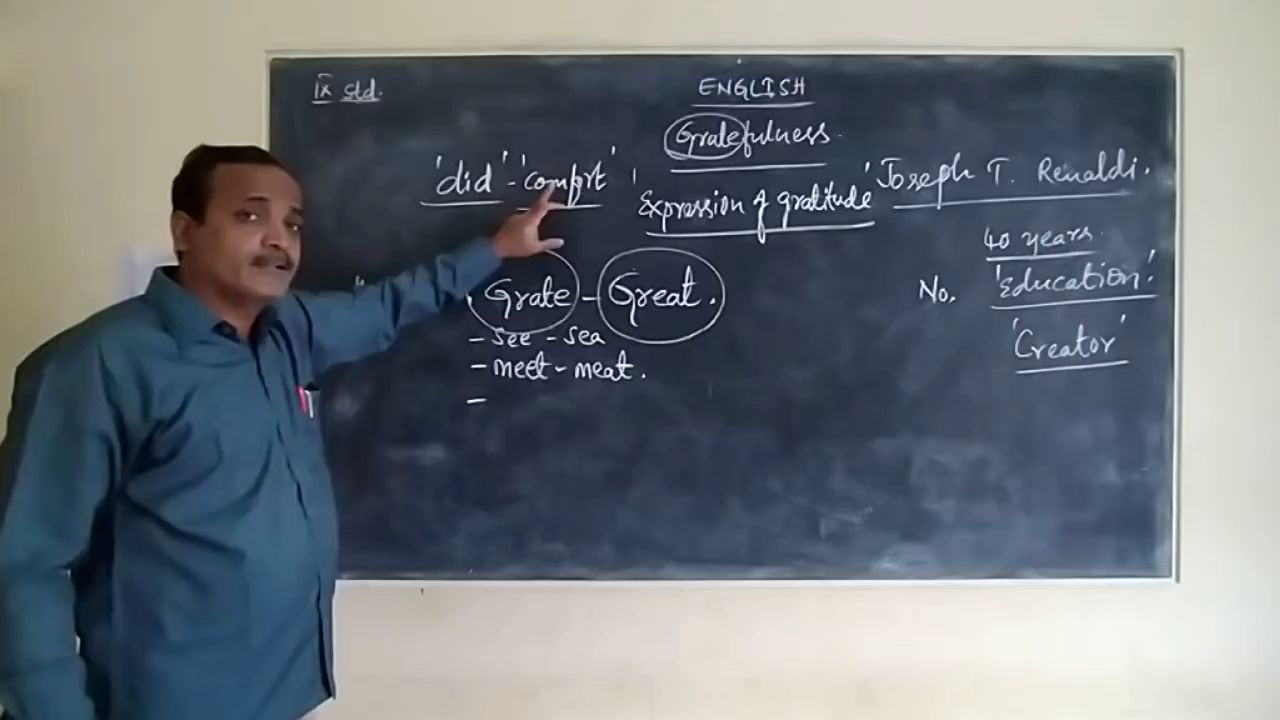 IX std.
ENGLISH
Gratefulness.
'did' - 'comfort'
Expression of gratitude
'Joseph T. Renaldi.
40 years.
Grate - Great.
No. 'Education'.
- see - sea
'Creator'
- meet - meat.
-